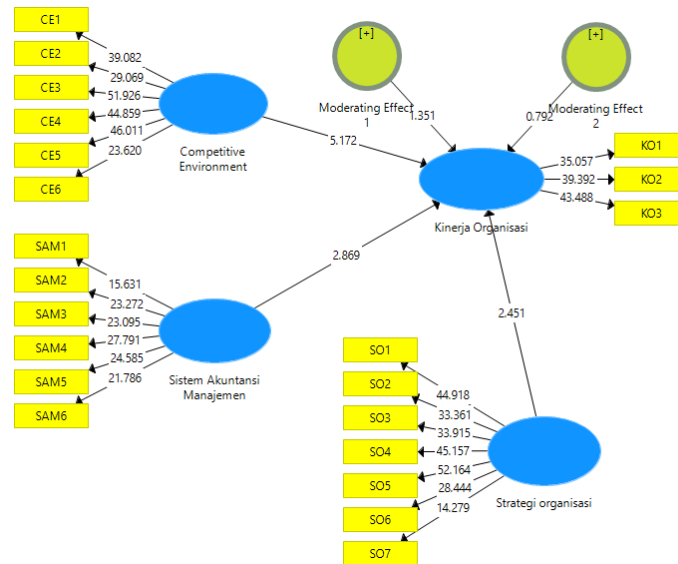 CE1
CE2
CE3
CE4
CE5
CE6
39.082
29.069
51.926
44.859
46.011
23.620
Competitive
Environment
[+]
Moderating Effect
1
1.351
[+]
Moderating Effect
2
0.792
5.172
Kinerja Organisasi
35.057
39.392
43.488
KO1
KO2
KO3
SAM1
SAM2
SAM3
SAM4
SAM5
SAM6
15.631
23.272
23.095
27.791
24.585
21.786
Sistem Akuntansi
Manajemen
2.869
2.451
SO1
SO2
SO3
SO4
SO5
SO6
SO7
44.918
33.361
33.915
45.157
52.164
28.444
14.279
Strategi organisasi